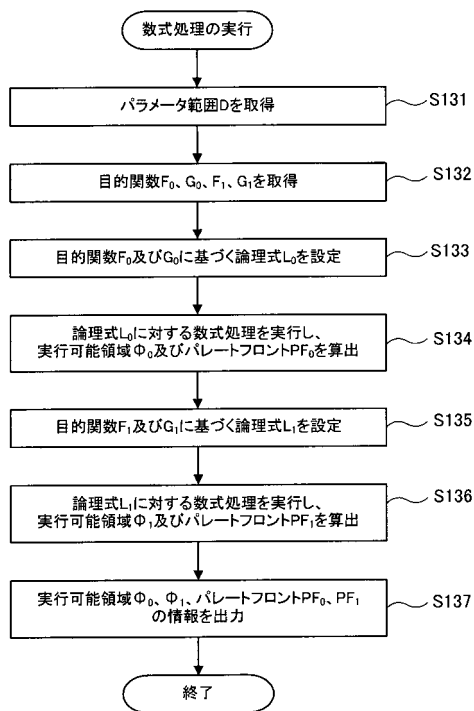 数式処理の実行
パラメータ範囲Dを取得
S131
目的関数F₀、G₀、F₁、G₁を取得
S132
目的関数F₀及びG₀に基づく論理式L₀を設定
S133
論理式L₀に対する数式処理を実行し、
実行可能領域Φ₀及びパレートフロントPF₀を算出
S134
目的関数F₁及びG₁に基づく論理式L₁を設定
S135
論理式L₁に対する数式処理を実行し、
実行可能領域Φ₁及びパレートフロントPF₁を算出
S136
実行可能領域Φ₀、Φ₁、パレートフロントPF₀、PF₁
の情報を出力
S137
終了